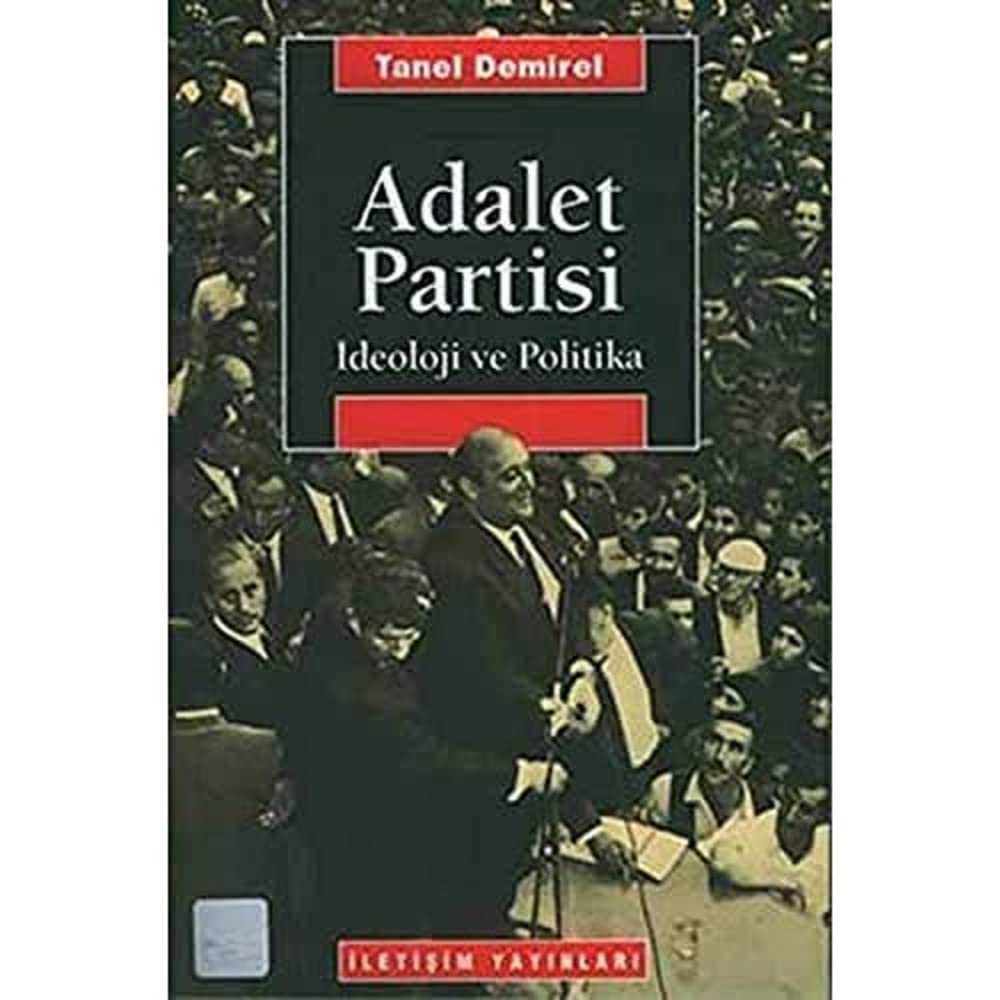 Tanel Demirel
Adalet
Partisi
İdeoloji ve Politika
İLETİŞİM YAYINLARI